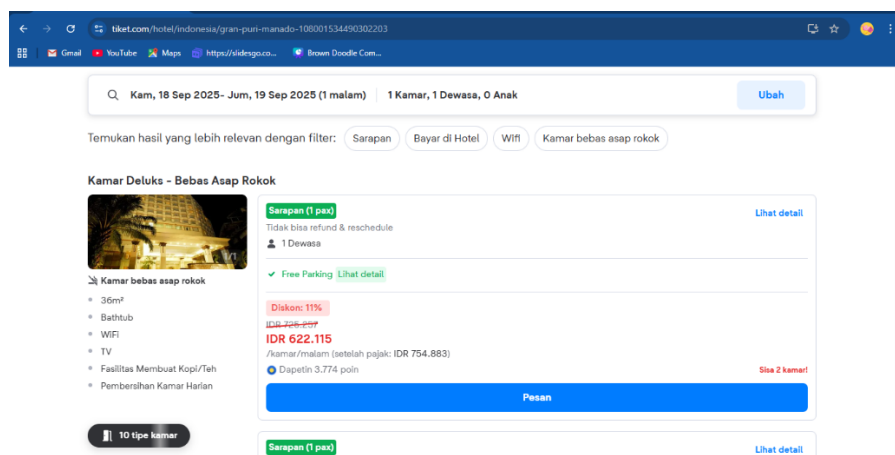 tiket.com/hotel/indonesia/gran-puri-manado-108001534490302203
Gmail YouTube Maps https://slidesgo.co... Brown Doodle Com...
Kam, 18 Sep 2025- Jum, 19 Sep 2025 (1 malam) 1 Kamar, 1 Dewasa, 0 Anak Ubah
Temukan hasil yang lebih relevan dengan filter: Sarapan Bayar di Hotel Wifi Kamar bebas asap rokok
Kamar Deluks - Bebas Asap Rokok
1/1
Kamar bebas asap rokok
36m²
Bathtub
WiFi
TV
Fasilitas Membuat Kopi/Teh
Pembersihan Kamar Harian
10 tipe kamar
Sarapan (1 pax) Lihat detail
Tidak bisa refund & reschedule
1 Dewasa
Free Parking Lihat detail
Diskon: 11%
IDR 725.257
IDR 622.115
/kamar/malam (setelah pajak: IDR 754.883)
Dapetin 3.774 poin Sisa 2 kamar!
Pesan
Sarapan (1 pax) Lihat detail